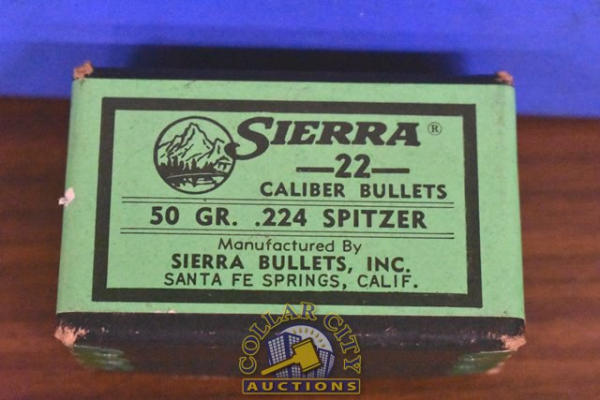 SIERRA ®
—22—
CALIBER BULLETS
50 GR. .224 SPITZER
Manufactured By
SIERRA BULLETS, INC.
SANTA FE SPRINGS, CALIF.
COLLAR CITY
AUCTIONS